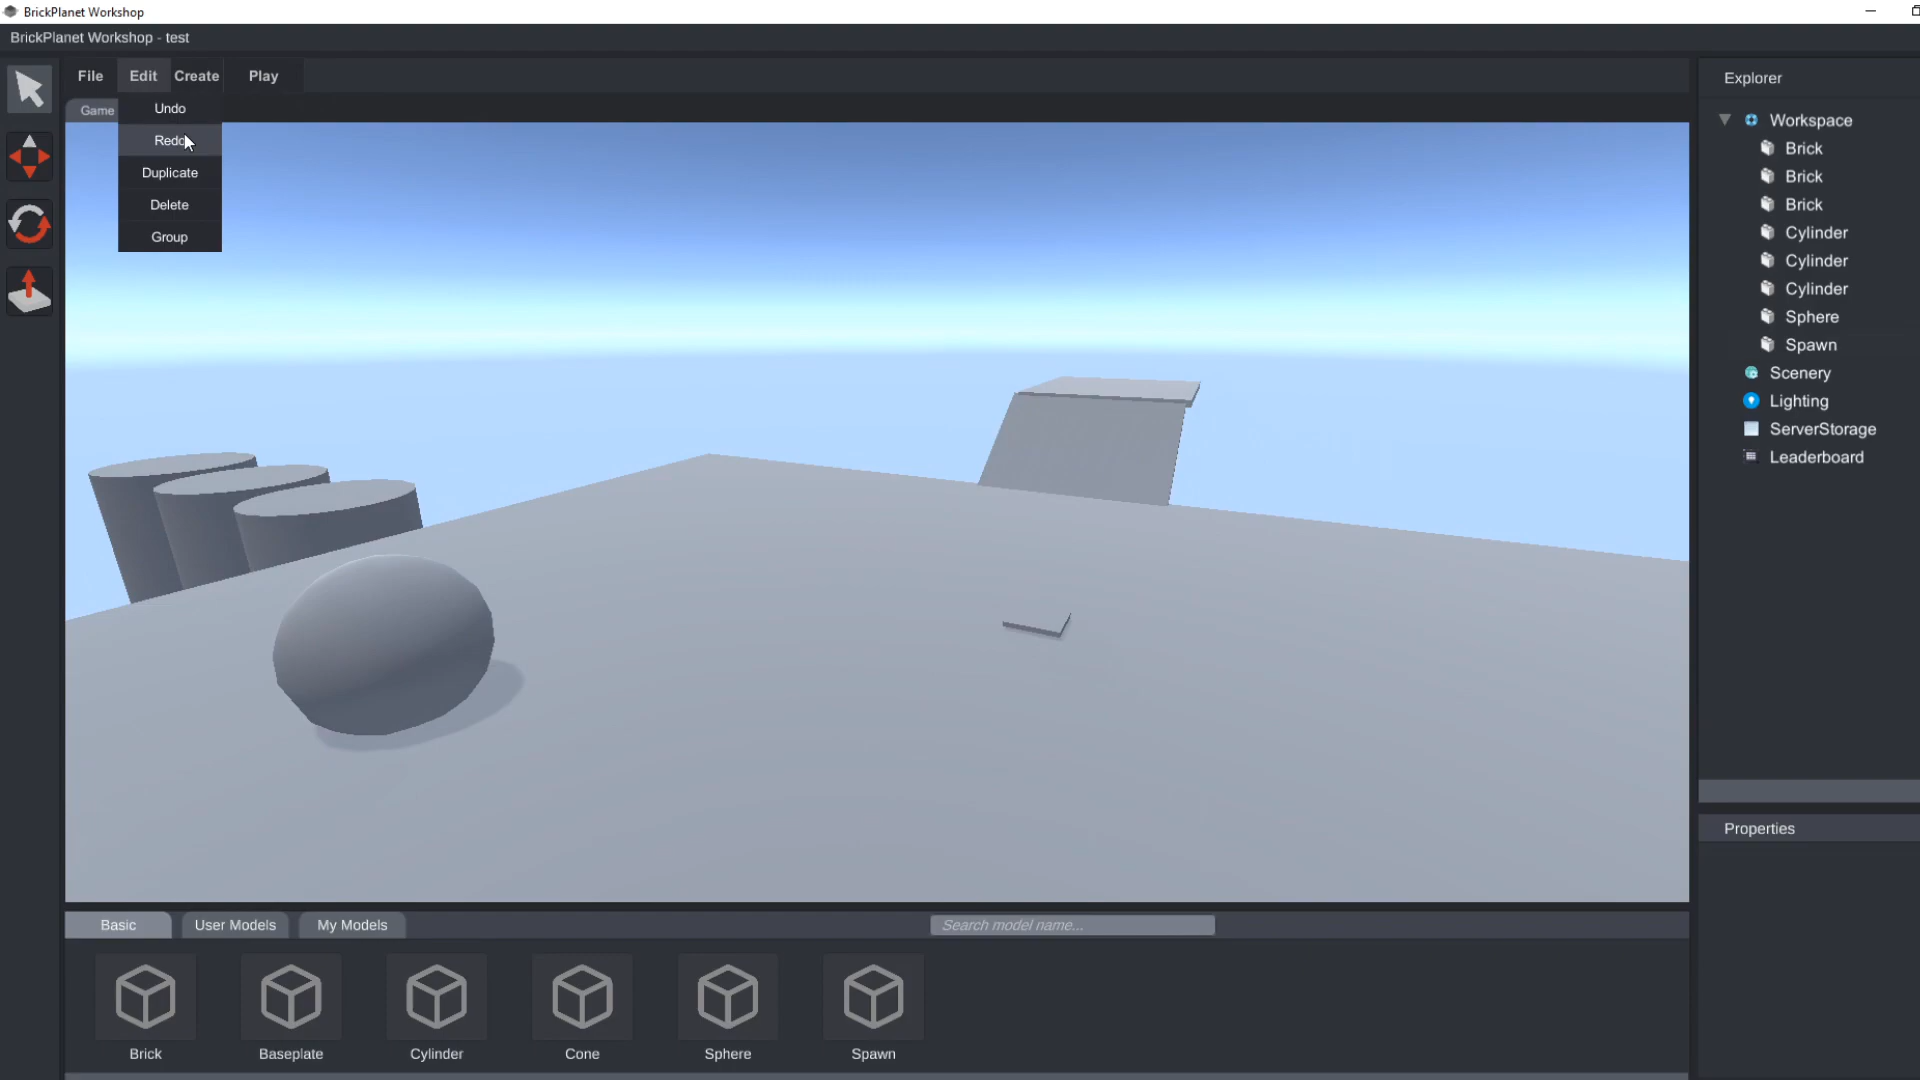 BrickPlanet Workshop
BrickPlanet Workshop - test
File Edit Create Play
Game
Undo
Redo
Duplicate
Delete
Group
Explorer
Workspace
Brick
Brick
Brick
Cylinder
Cylinder
Cylinder
Sphere
Spawn
Scenery
Lighting
ServerStorage
Leaderboard
Properties
Basic User Models My Models Search model name...
Brick Baseplate Cylinder Cone Sphere Spawn